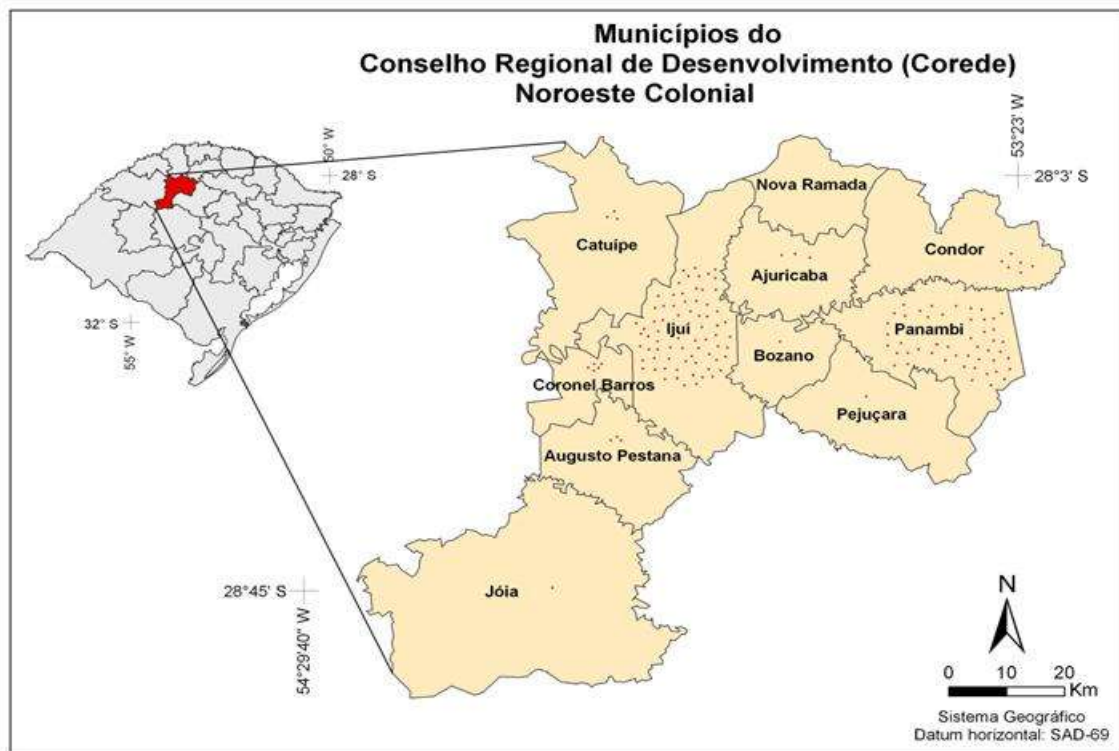 Municípios do
Conselho Regional de Desenvolvimento (Corede)
Noroeste Colonial
50° W
28° S
32° S
55° W
53°23' W
28°3' S
Nova Ramada
Catuípe
Condor
Ajuricaba
Ijuí
Panambi
Bozano
Coronel Barros
Pejuçara
Augusto Pestana
Jóia
28°45' S
54°29'40" W
N
0 10 20
Km
Sistema Geográfico
Datum horizontal: SAD-69